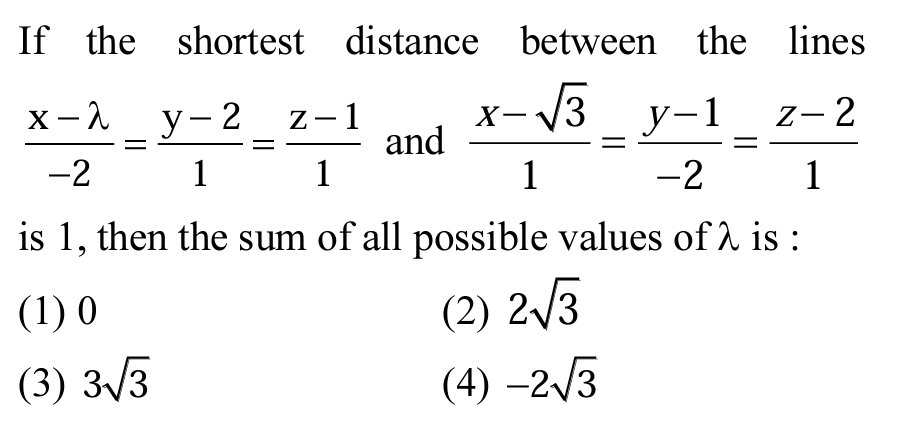 If the shortest distance between the lines
(x – λ)/–2 = (y – 2)/1 = (z – 1)/1 and (x – √3)/1 = (y – 1)/–2 = (z – 2)/1
is 1, then the sum of all possible values of λ is :
(1) 0 (2) 2√3
(3) 3√3 (4) –2√3